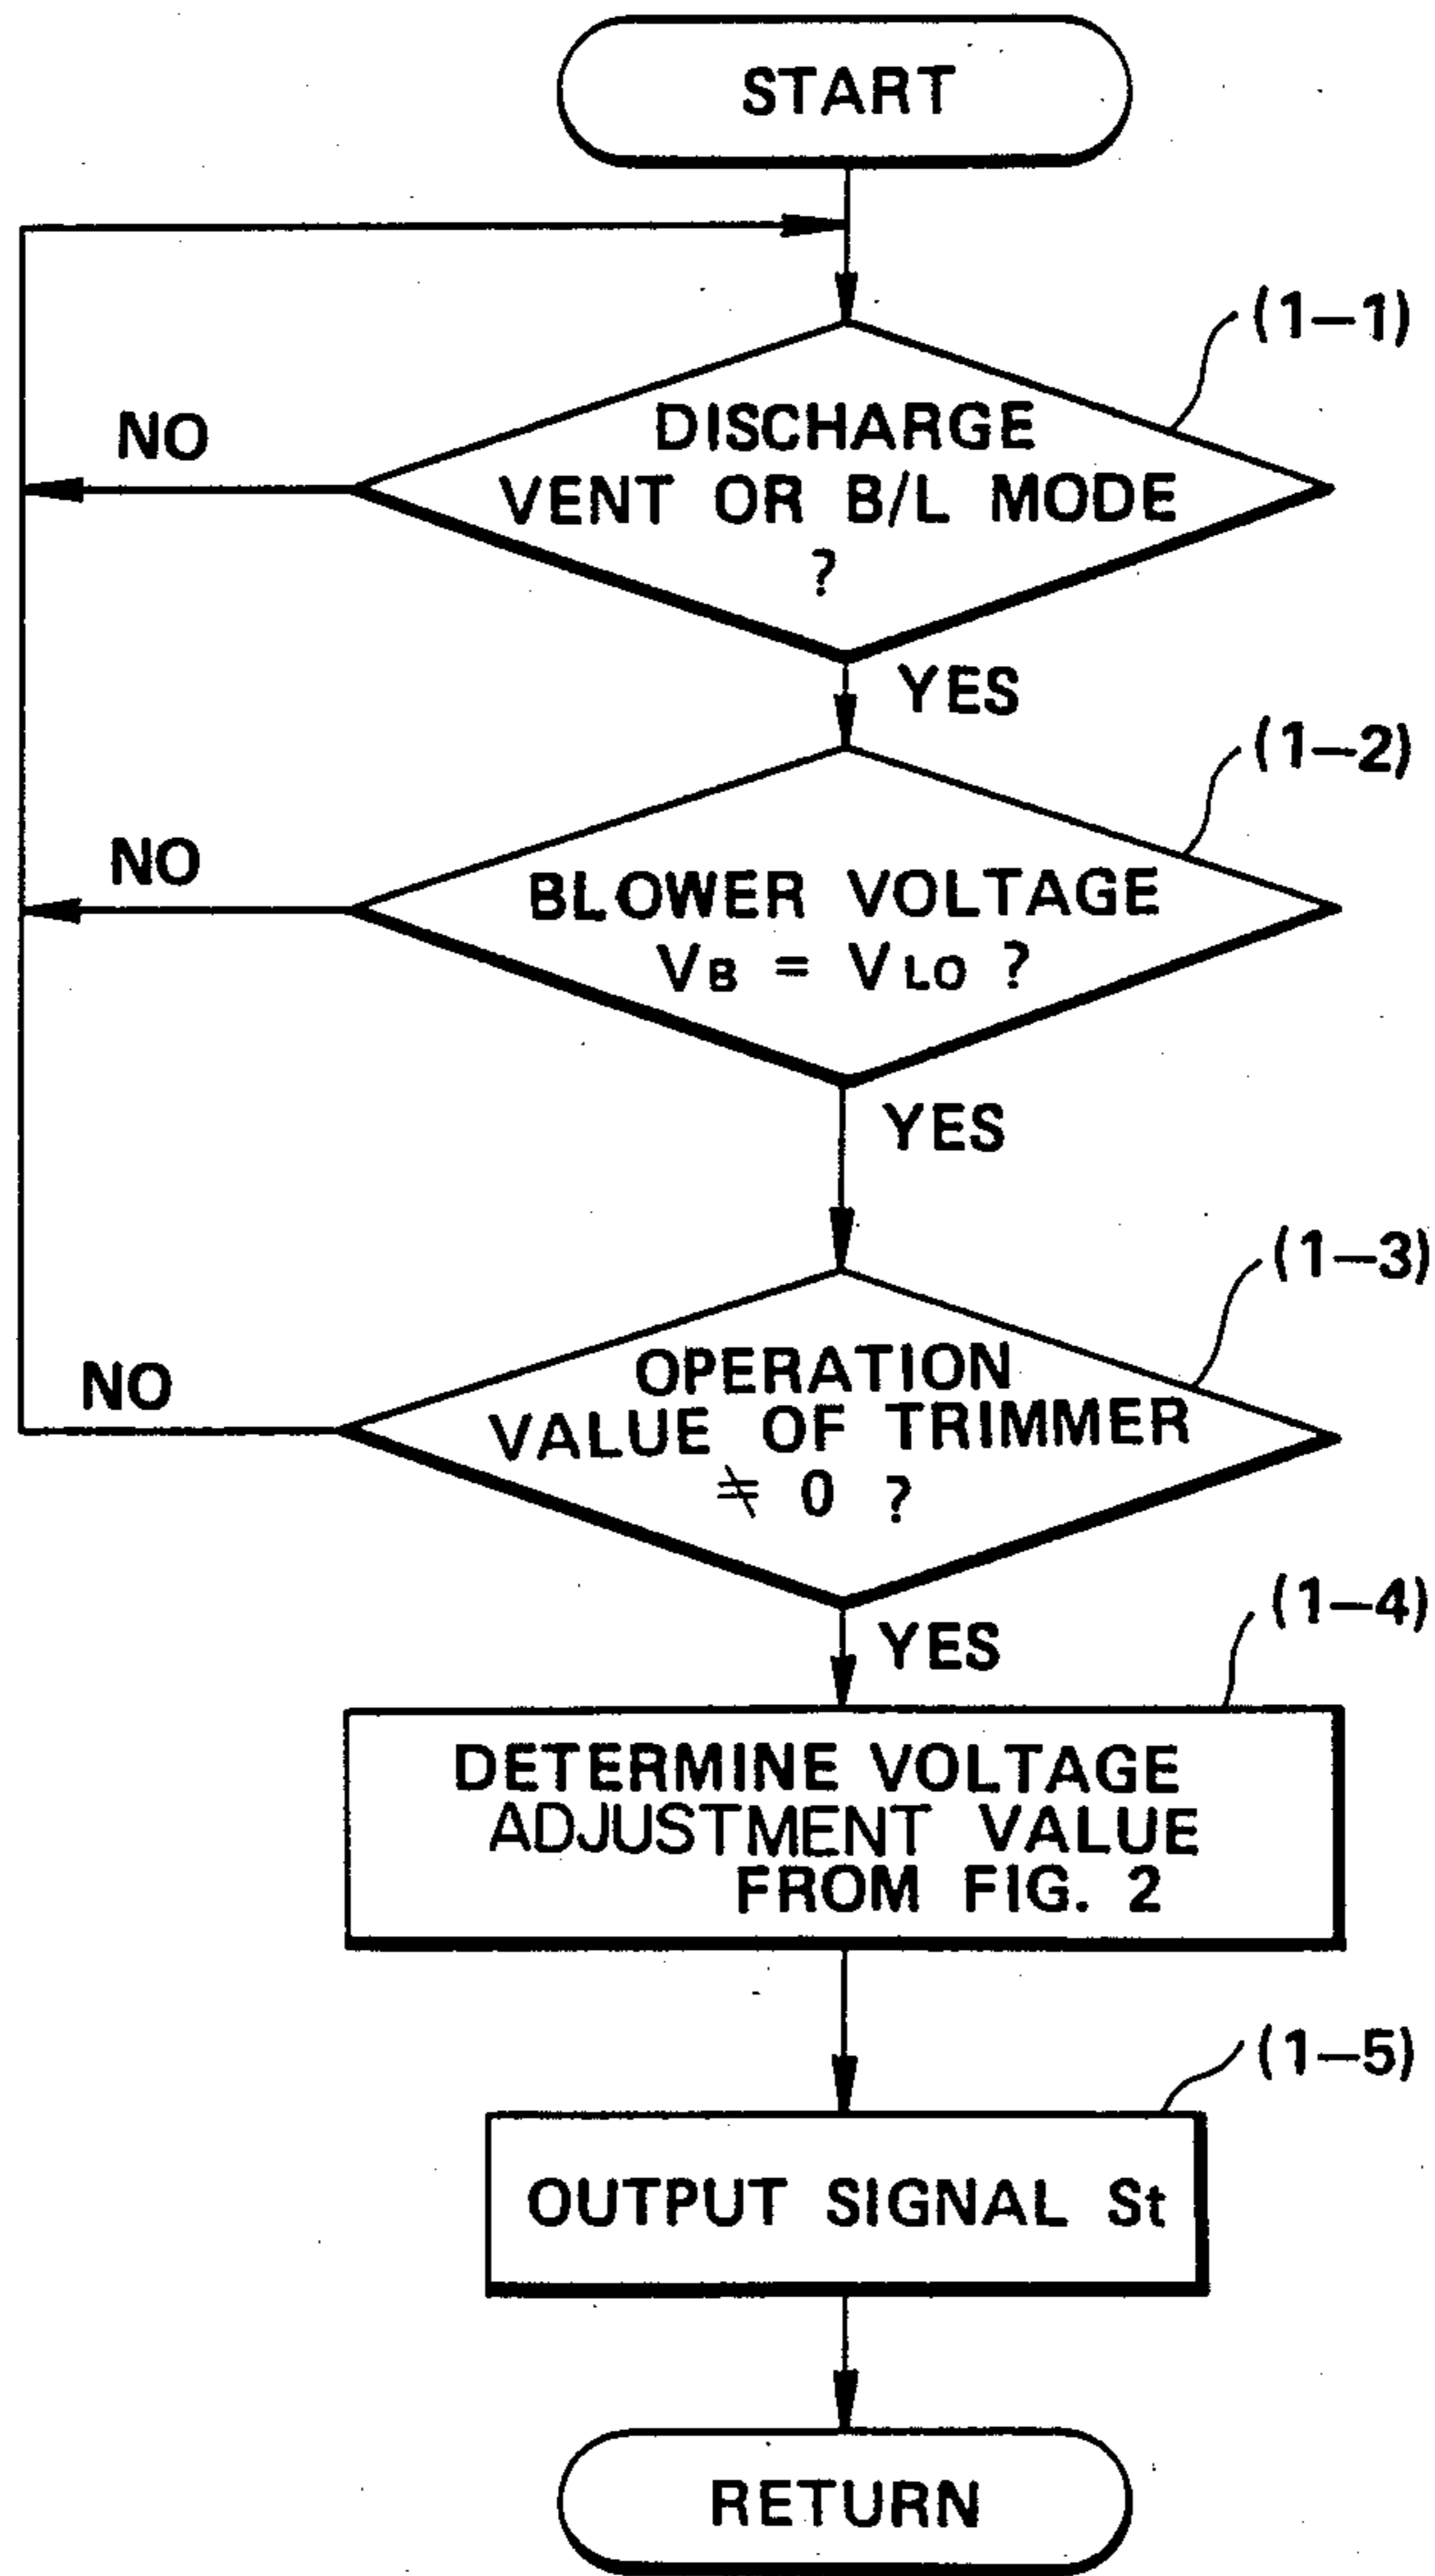 START
(1–1)
NO
DISCHARGE
VENT OR B/L MODE
?
YES
(1–2)
NO
BLOWER VOLTAGE
VB = VLO ?
YES
(1–3)
NO
OPERATION
VALUE OF TRIMMER
≠ 0 ?
YES
(1–4)
DETERMINE VOLTAGE
ADJUSTMENT VALUE
FROM FIG. 2
(1–5)
OUTPUT SIGNAL St
RETURN